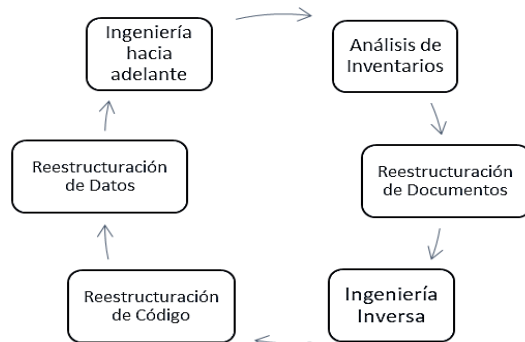 Ingeniería
hacia
adelante
Análisis de
Inventarios
Reestructuración
de Datos
Reestructuración
de Documentos
Reestructuración
de Código
Ingeniería
Inversa